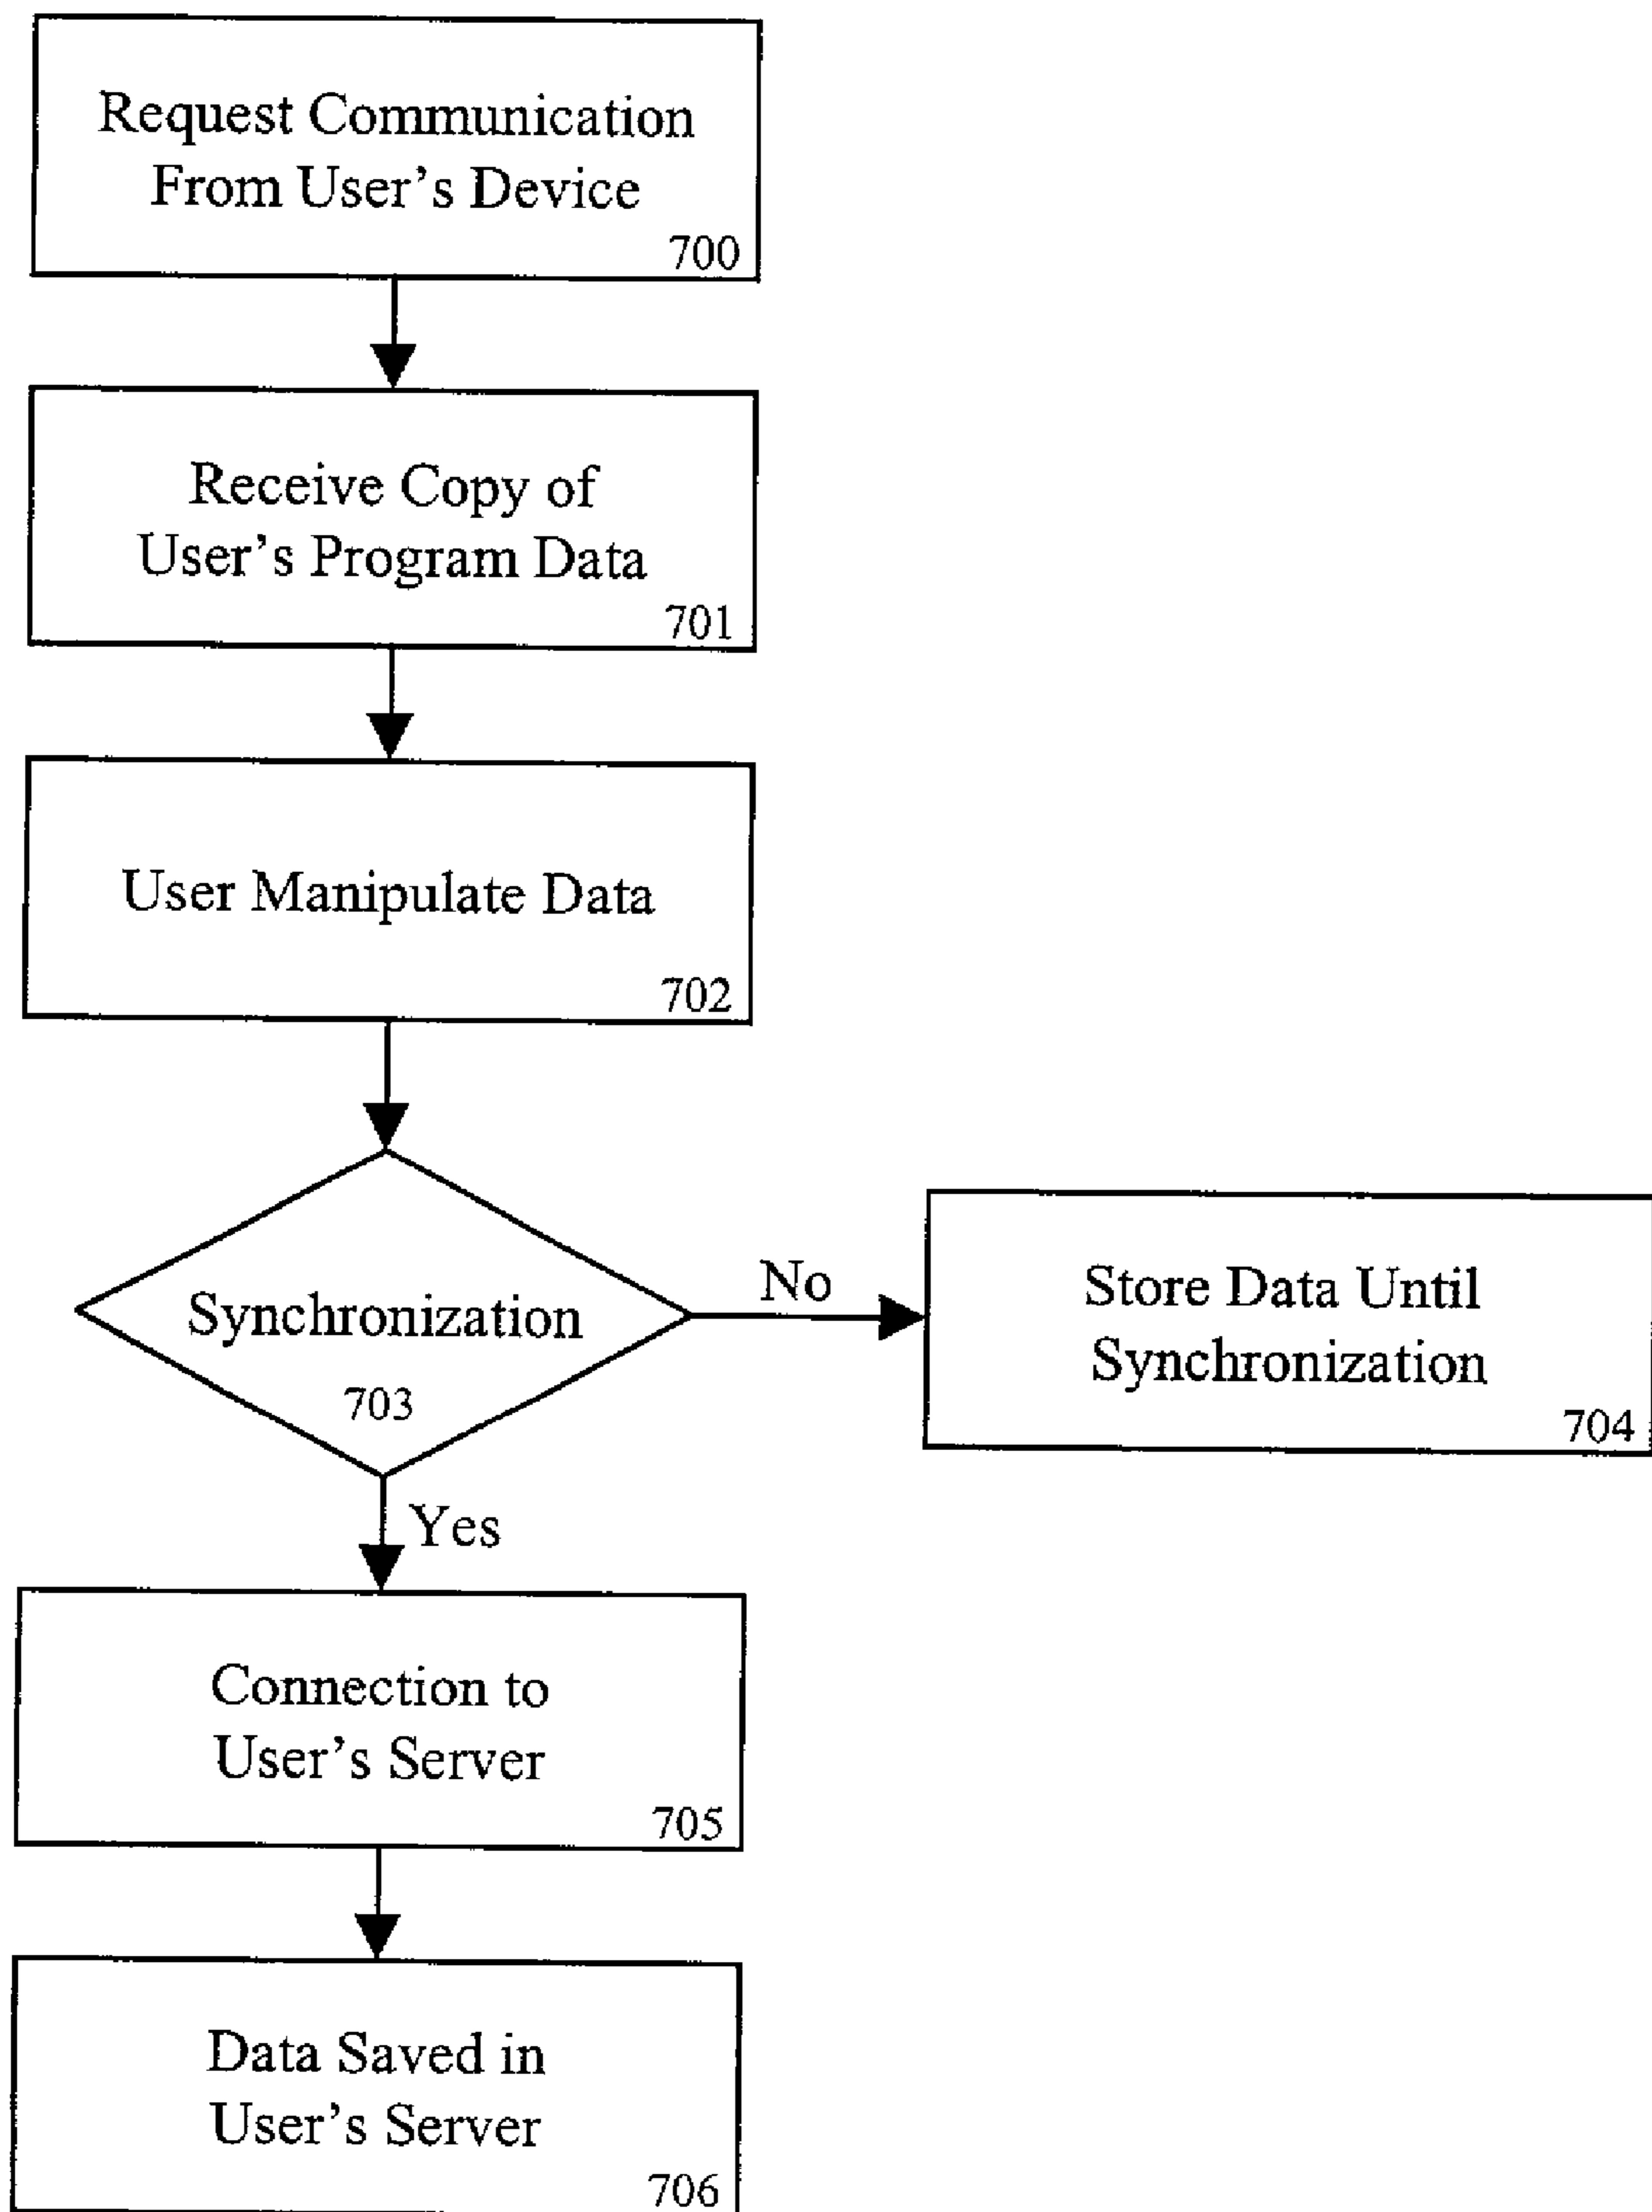 Request Communication
From User's Device
700
Receive Copy of
User's Program Data
701
User Manipulate Data
702
Synchronization
703
No
Store Data Until
Synchronization
704
Yes
Connection to
User's Server
705
Data Saved in
User's Server
706